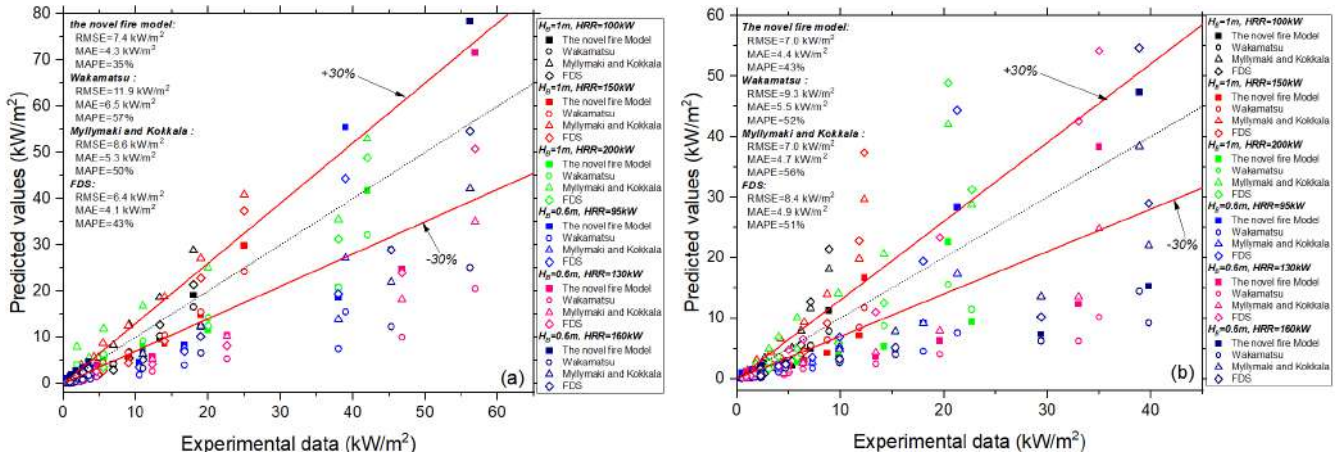 the novel fire model:
RMSE=7.4 kW/m²
MAE=4.3 kW/m²
MAPE=35%
Wakamatsu :
RMSE=11.9 kW/m²
MAE=6.5 kW/m²
MAPE=57%
Myllymaki and Kokkala:
RMSE=8.6 kW/m²
MAE=5.3 kW/m²
MAPE=50%
FDS:
RMSE=6.4 kW/m²
MAE=4.1 kW/m²
MAPE=43%
+30%
-30%
(a)
80
70
60
50
40
30
20
10
0
Predicted values (kW/m²)
0 5 10 15 20 25 30 35 40 45 50 55 60 65
Experimental data (kW/m²)
H_B=1m, HRR=100kW
The novel fire Model
Wakamatsu
Myllymaki and Kokkala
FDS
H_B=1m, HRR=150kW
The novel fire Model
Wakamatsu
Myllymaki and Kokkala
FDS
H_B=1m, HRR=200kW
The novel fire Model
Wakamatsu
Myllymaki and Kokkala
FDS
H_B=0.6m, HRR=95kW
The novel fire Model
Wakamatsu
Myllymaki and Kokkala
FDS
H_B=0.6m, HRR=130kW
The novel fire Model
Wakamatsu
Myllymaki and Kokkala
FDS
H_B=0.6m, HRR=160kW
The novel fire Model
Wakamatsu
Myllymaki and Kokkala
FDS
The novel fire model:
RMSE=7.0 kW/m²
MAE=4.4 kW/m²
MAPE=43%
Wakamatsu :
RMSE=9.3 kW/m²
MAE=5.5 kW/m²
MAPE=52%
Myllymaki and Kokkala :
RMSE=7.0 kW/m²
MAE=4.7 kW/m²
MAPE=56%
FDS:
RMSE=8.4 kW/m²
MAE=4.9 kW/m²
MAPE=51%
+30%
-30%
(b)
60
50
40
30
20
10
0
Predicted values (kW/m²)
0 10 20 30 40
Experimental data (kW/m²)
H_B=1m, HRR=100kW
The novel fire Model
Wakamatsu
Myllymaki and Kokkala
FDS
H_B=1m, HRR=150kW
The novel fire Model
Wakamatsu
Myllymaki and Kokkala
FDS
H_B=1m, HRR=200kW
The novel fire Model
Wakamatsu
Myllymaki and Kokkala
FDS
H_B=0.6m, HRR=95kW
The novel fire Model
Wakamatsu
Myllymaki and Kokkala
FDS
H_B=0.6m, HRR=130kW
The novel fire Model
Wakamatsu
Myllymaki and Kokkala
FDS
H_B=0.6m, HRR=160kW
The novel fire Model
Wakamatsu
Myllymaki and Kokkala
FDS